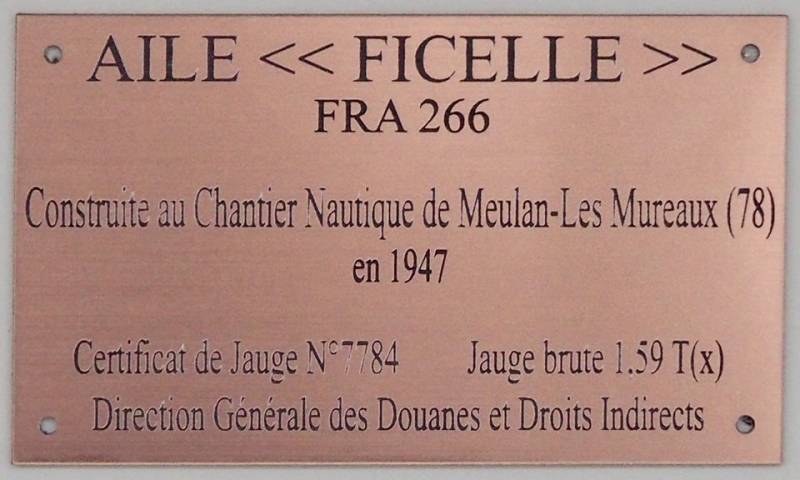 AILE << FICELLE >>
FRA 266
Construite au Chantier Nautique de Meulan-Les Mureaux (78)
en 1947
Certificat de Jauge N°7784 Jauge brute 1.59 T(x)
Direction Générale des Douanes et Droits Indirects